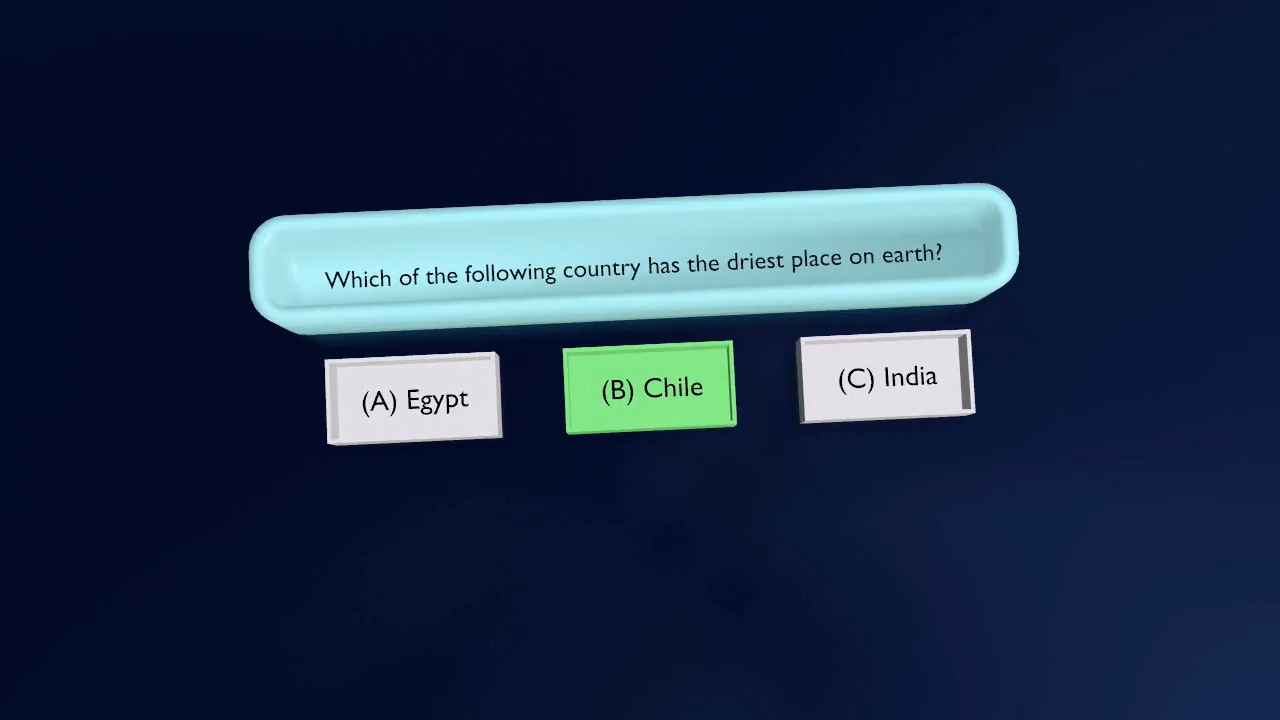 Which of the following country has the driest place on earth?
(A) Egypt
(B) Chile
(C) India